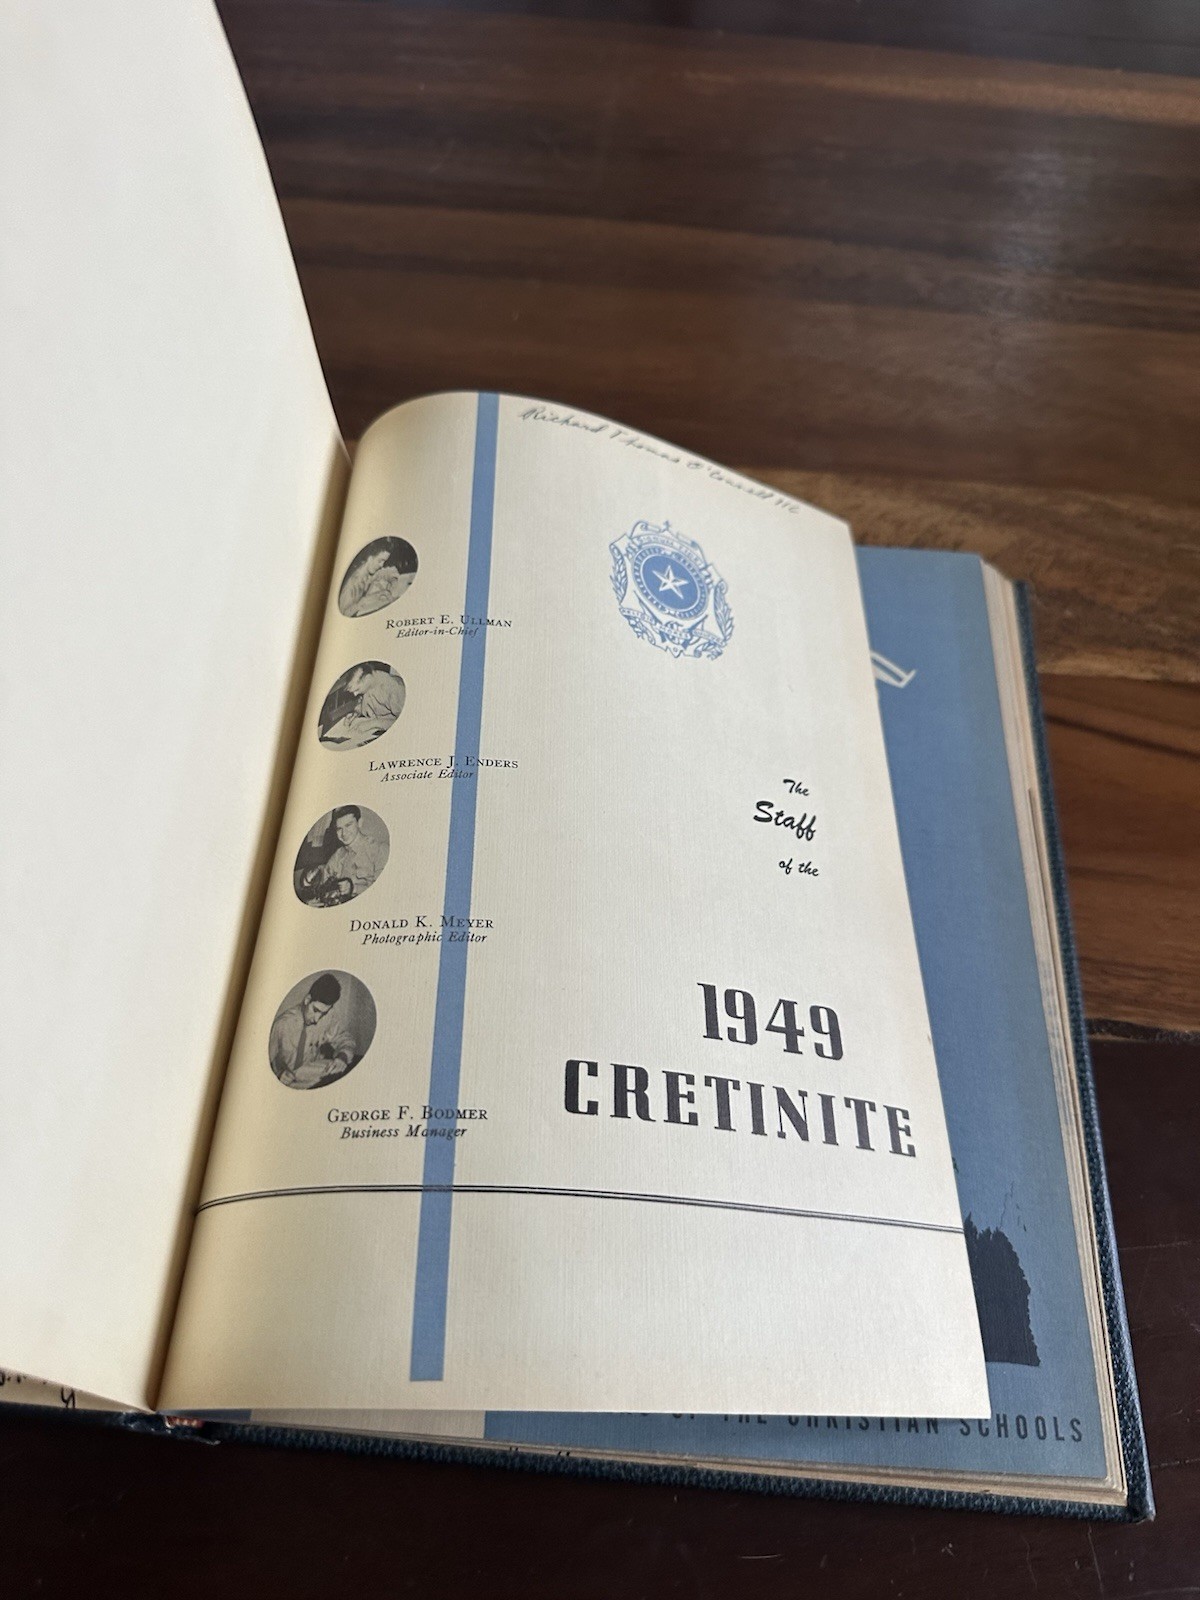 Richard Thomas O'Connell
ROBERT E. ULLMAN
Editor-in-Chief
LAWRENCE J. ENDERS
Associate Editor
DONALD K. MEYER
Photographic Editor
GEORGE F. BODMER
Business Manager
The
Staff
of the
1949
CRETINITE
OF THE CHRISTIAN SCHOOLS